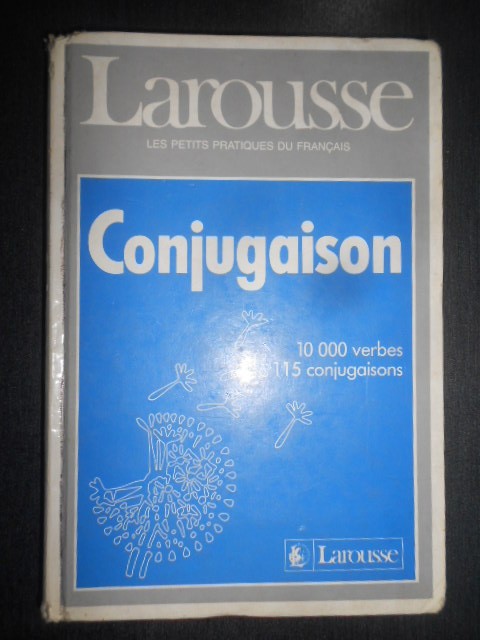 Larousse
LES PETITS PRATIQUES DU FRANÇAIS
Conjugaison
10 000 verbes
115 conjugaisons
Larousse